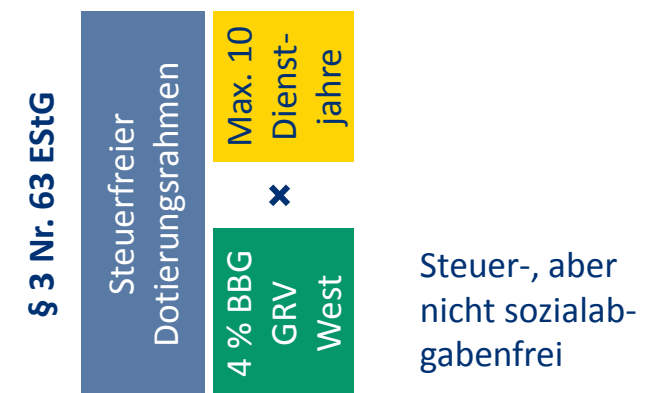 § 3 Nr. 63 EStG
Steuerfreier
Dotierungsrahmen
Max. 10
Dienst-
jahre
×
4 % BBG
GRV
West
Steuer-, aber
nicht sozialab-
gabenfrei